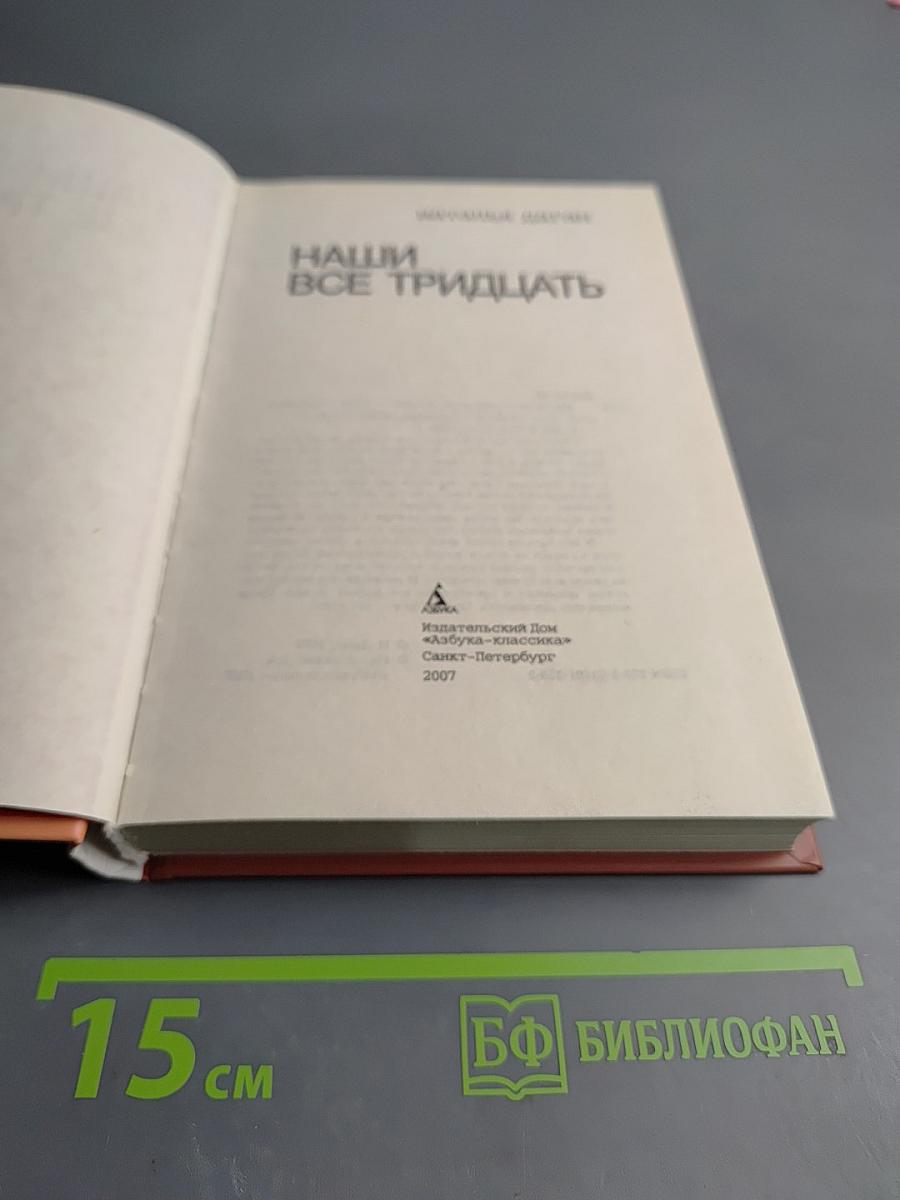 НАШИ
ВСЕ ТРИДЦАТЬ
АЗБУКА
Издательский Дом
«Азбука-классика»
Санкт-Петербург
2007
15 см
БФ БИБЛИОФАН